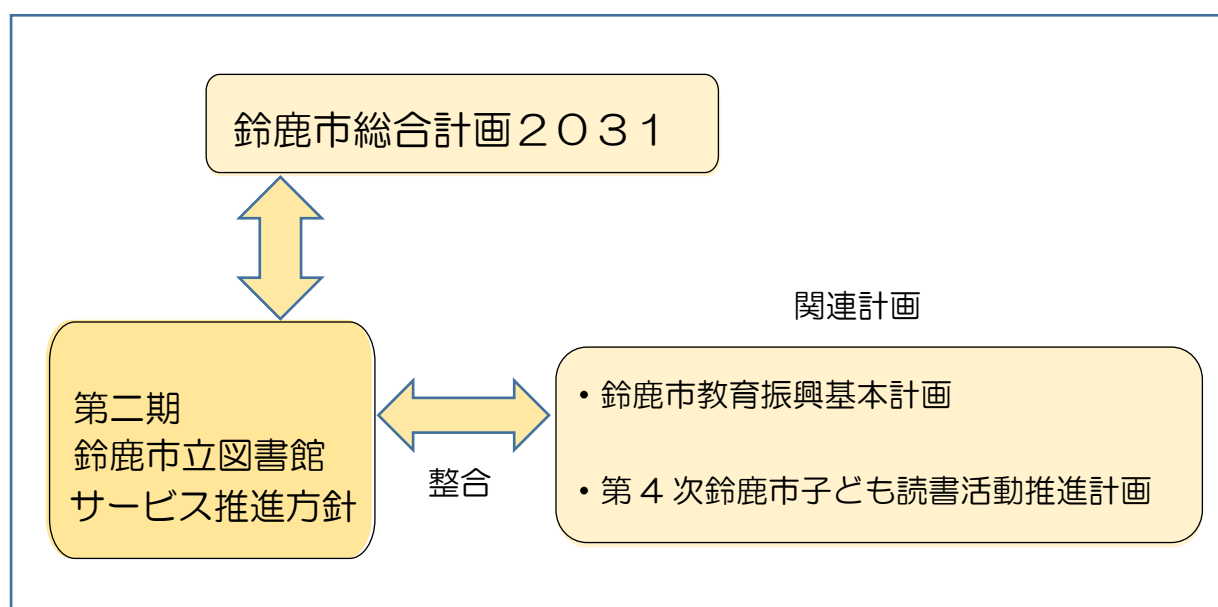 鈴鹿市総合計画2031
関連計画
第二期
鈴鹿市立図書館
サービス推進方針
整合
・鈴鹿市教育振興基本計画
・第4次鈴鹿市子ども読書活動推進計画